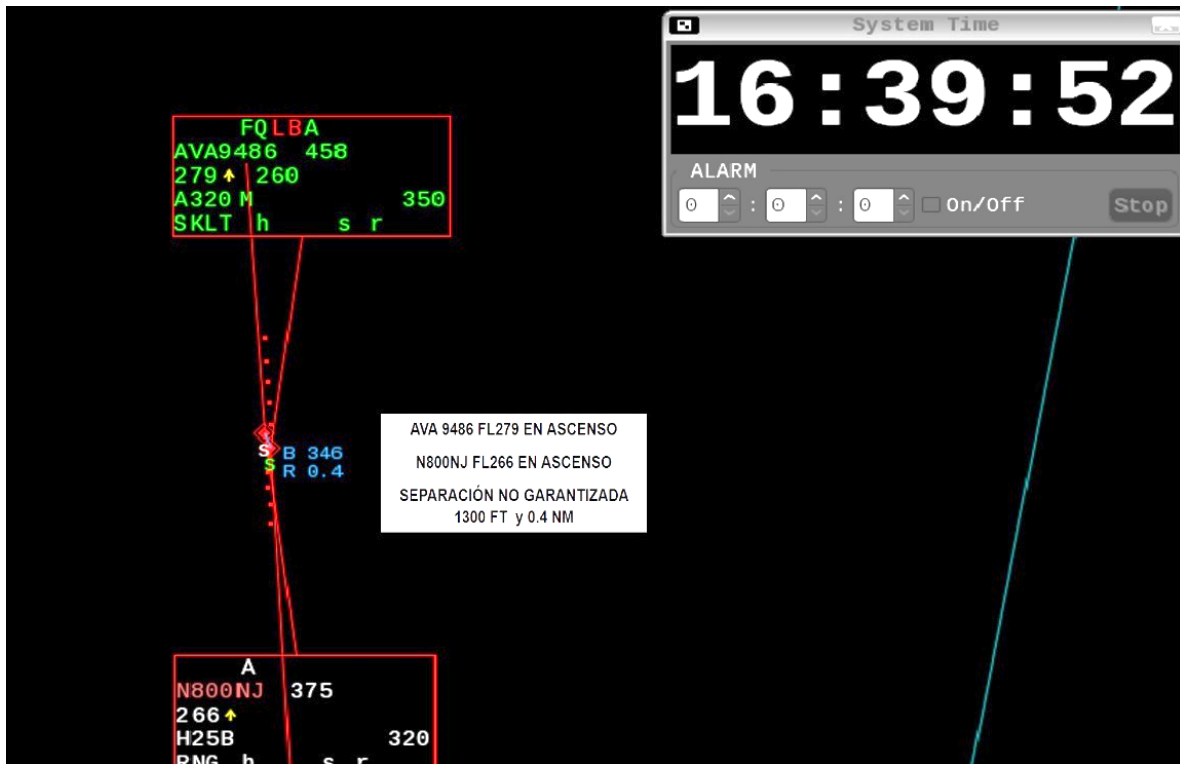 System Time
16:39:52
ALARM
0 : 0 : 0 On/Off Stop
FQLBA
AVA9486 458
279↑ 260
A320 M 350
SKLT h s r
S B 346
S R 0.4
AVA 9486 FL279 EN ASCENSO
N800NJ FL266 EN ASCENSO
SEPARACIÓN NO GARANTIZADA
1300 FT y 0.4 NM
A
N800NJ 375
266↑
H25B 320
RNG h s r